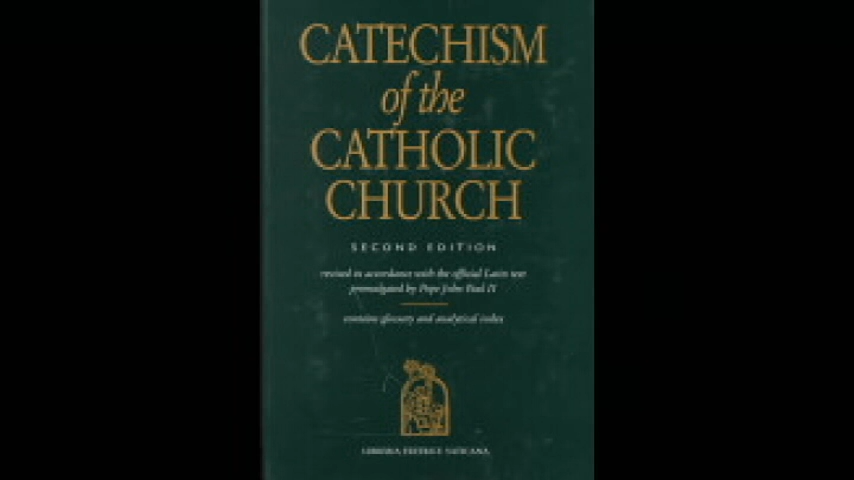 CATECHISM
of the
CATHOLIC
CHURCH
SECOND EDITION
revised in accordance with the official Latin text
promulgated by Pope John Paul II
contains glossary and analytical index
LIBRERIA EDITRICE VATICANA